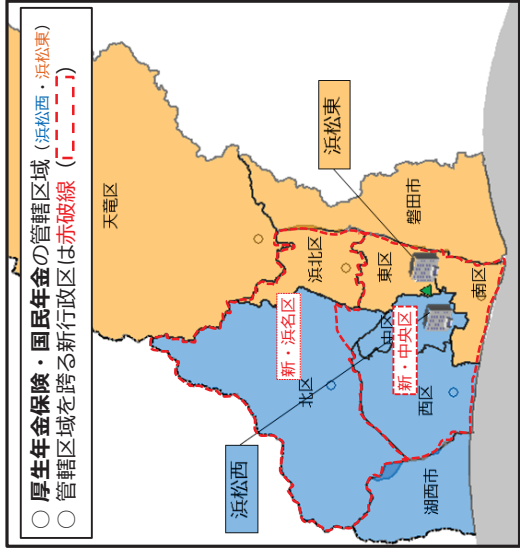 ○ 厚生年金保険・国民年金の管轄区域（浜松西・浜松東）
○ 管轄区域を跨る新行政区は赤破線（　　　）
天竜区
浜松東
浜北区
東区
磐田市
南区
新・浜名区
北区
中区
新・中央区
西区
浜松西
湖西市